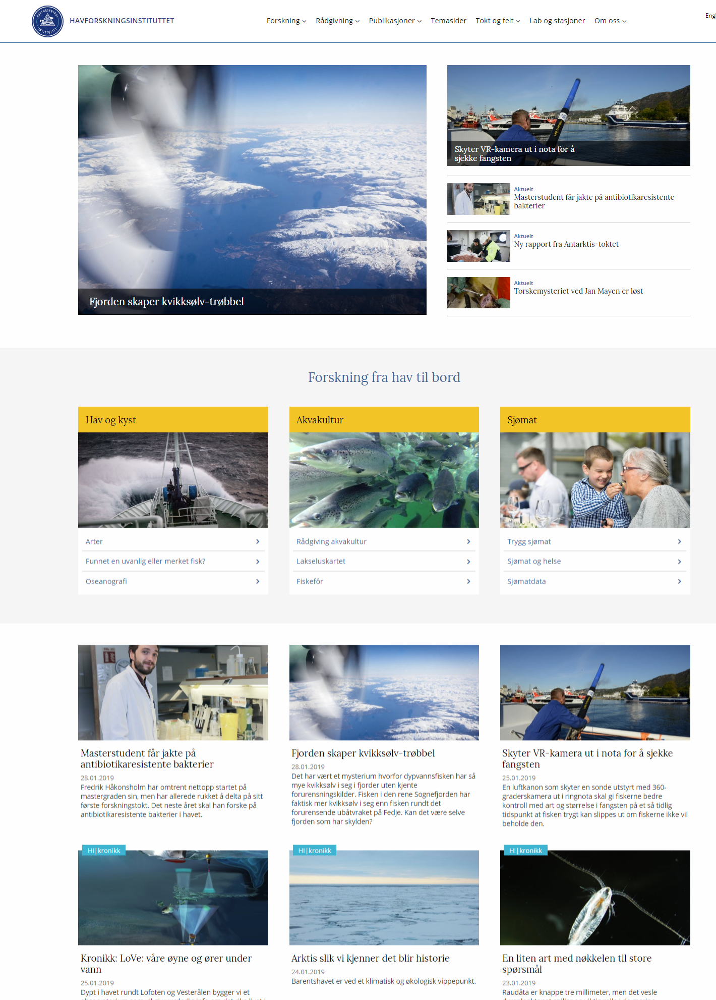 HAVFORSKNINGSINSTITUTTET
Forskning
Rådgivning
Publikasjoner
Temasider
Tokt og felt
Lab og stasjoner
Om oss
Fjorden skaper kvikksølv-trøbbel
Skyter VR-kamera ut i nota for å
sjekke fangsten
Aktuelt
Masterstudent får jakte på antibiotikaresistente
bakterier
Aktuelt
Ny rapport fra Antarktis-toktet
Aktuelt
Torskemysteriet ved Jan Mayen er løst
Forskning fra hav til bord
Hav og kyst
Arter
Funnet en uvanlig eller merket fisk?
Oseanografi
Akvakultur
Rådgiving akvakultur
Lakseluskartet
Fiskefôr
Sjømat
Trygg sjømat
Sjømat og helse
Sjømatdata
Masterstudent får jakte på
antibiotikaresistente bakterier
28.01.2019
Fredrik Håkonsholm har omtrent nettopp startet på
mastergraden sin, men har allerede rukket å delta på sitt
første forskningstokt. Det neste året skal han forske på
antibiotikaresistente bakterier i havet.
Fjorden skaper kvikksølv-trøbbel
28.01.2019
Det har vært et mysterium hvorfor dypvannsfisken har så
mye kvikksølv i seg i fjorder uten kjente
forurensningskilder. Fisken i den rene Sognefjorden har
faktisk mer kvikksølv i seg enn fisken rundt det
forurensende ubåtvraket på Fedje. Kan det være selve
fjorden som har skylden?
Skyter VR-kamera ut i nota for å sjekke
fangsten
25.01.2019
En luftkanon som skyter en sonde utstyrt med 360-
graderskamera ut i ringnota skal gi fiskerne bedre
kontroll med art og størrelse i fangsten på et så tidlig
tidspunkt at fisken trygt kan slippes ut om fiskerne ikke vil
beholde den.
HI|kronikk
Kronikk: LoVe: våre øyne og ører under
vann
25.01.2019
Dypt i havet rundt Lofoten og Vesterålen bygger vi et
HI|kronikk
Arktis slik vi kjenner det blir historie
24.01.2019
Barentshavet er ved et klimatisk og økologisk vippepunkt.
HI|kronikk
En liten art med nøkkelen til store
spørsmål
23.01.2019
Raudåta er knappe tre millimeter, men det vesle